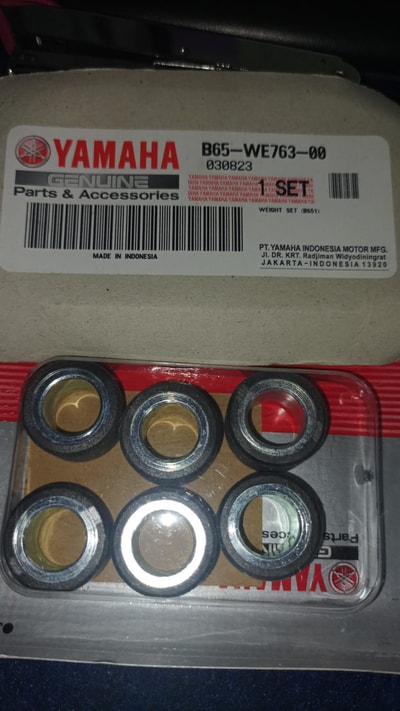 YAMAHA
B65-WE763-00
030823
GENUINE
Parts & Accessories
1 SET
WEIGHT SET (B651)
MADE IN INDONESIA
PT. YAMAHA INDONESIA MOTOR MFG.
JL. DR. KRT. Radjiman Widyodiningrat
JAKARTA-INDONESIA 13920
YAMAHA